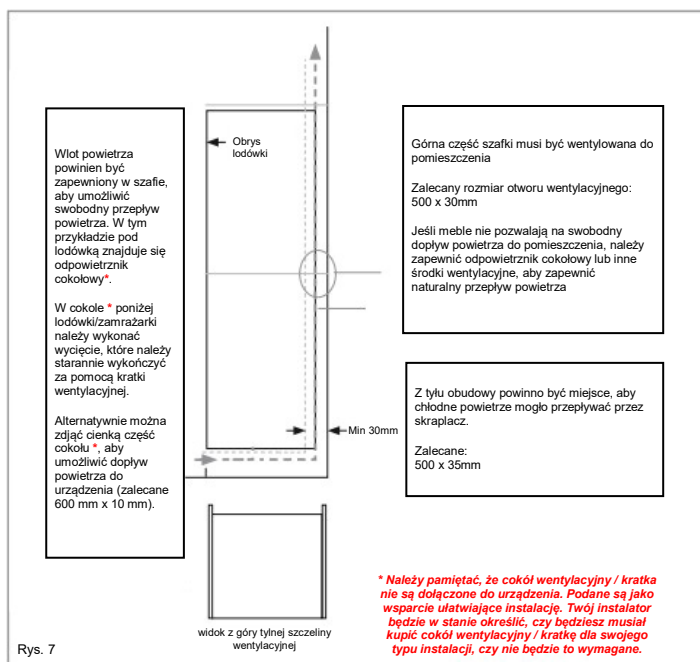 Wlot powietrza
powinien być
zapewniony w szafie,
aby umożliwić
swobodny przepływ
powietrza. W tym
przykładzie pod
lodówką znajduje się
odpowietrznik
cokołowy*.
W cokole * poniżej
lodówki/zamrażarki
należy wykonać
wycięcie, które należy
starannie wykończyć
za pomocą kratki
wentylacyjnej.
Alternatywnie można
zdjąć cienką część
cokołu *, aby
umożliwić dopływ
powietrza do
urządzenia (zalecane
600 mm x 10 mm).
Obrys
lodówki
Min 30mm
Górna część szafki musi być wentylowana do
pomieszczenia
Zalecany rozmiar otworu wentylacyjnego:
500 x 30mm
Jeśli meble nie pozwalają na swobodny
dopływ powietrza do pomieszczenia, należy
zapewnić odpowietrznik cokołowy lub inne
środki wentylacyjne, aby zapewnić
naturalny przepływ powietrza
Z tyłu obudowy powinno być miejsce, aby
chłodne powietrze mogło przepływać przez
skraplacz.
Zalecane:
500 x 35mm
widok z góry tylnej szczeliny
wentylacyjnej
* Należy pamiętać, że cokół wentylacyjny / kratka
nie są dołączone do urządzenia. Podane są jako
wsparcie ułatwiające instalację. Twój instalator
będzie w stanie określić, czy będziesz musiał
kupić cokół wentylacyjny / kratkę dla swojego
typu instalacji, czy nie będzie to wymagane.
Rys. 7